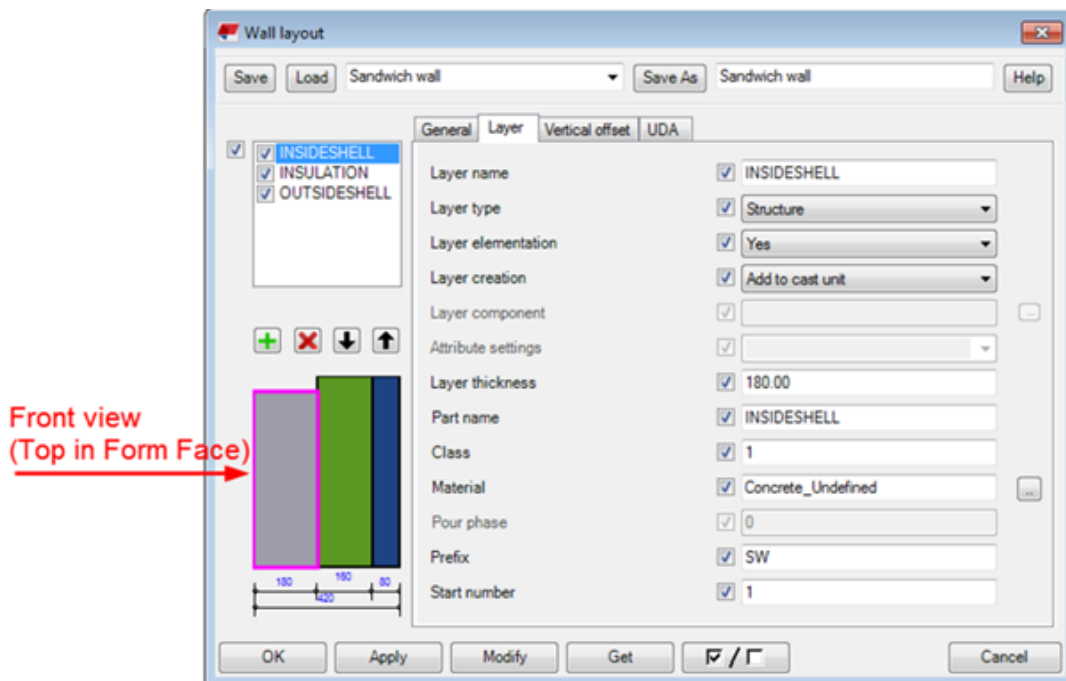 Wall layout
Save Load Sandwich wall Save As Sandwich wall Help
General Layer Vertical offset UDA
INSIDESHELL
INSULATION
OUTSIDESHELL
Layer name INSIDESHELL
Layer type Structure
Layer elementation Yes
Layer creation Add to cast unit
Layer component ...
Attribute settings
Layer thickness 180.00
Part name INSIDESHELL
Class 1
Material Concrete_Undefined ...
Pour phase 0
Prefix SW
Start number 1
Front view
(Top in Form Face)
180 160 80
420
OK Apply Modify Get / Cancel